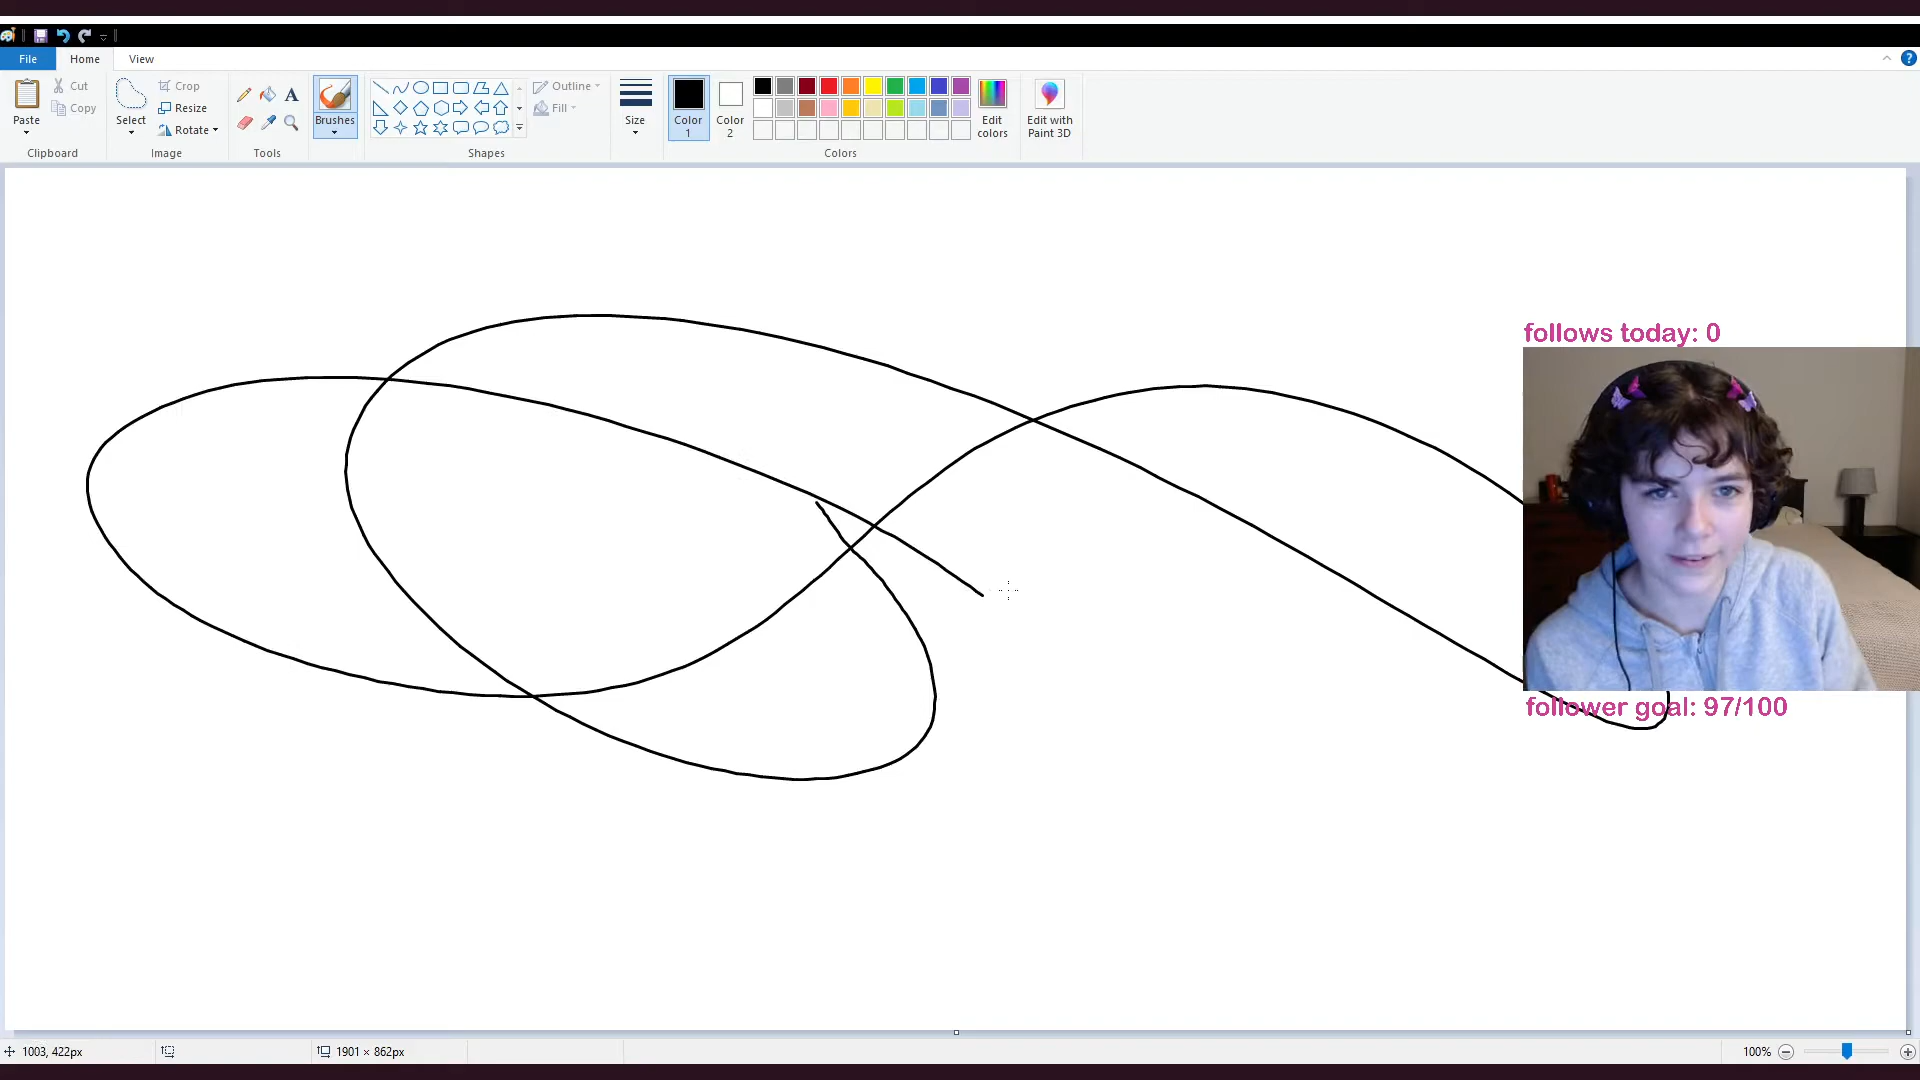 File Home View
Paste
Cut
Copy
Clipboard
Select
Crop
Resize
Rotate
Image
A
Tools
Brushes
Outline
Fill
Shapes
Size
Color
1
Color
2
Edit
colors
Colors
Edit with
Paint 3D
?
follows today: 0
follower goal: 97/100
1003, 422px
1901 × 862px
100%